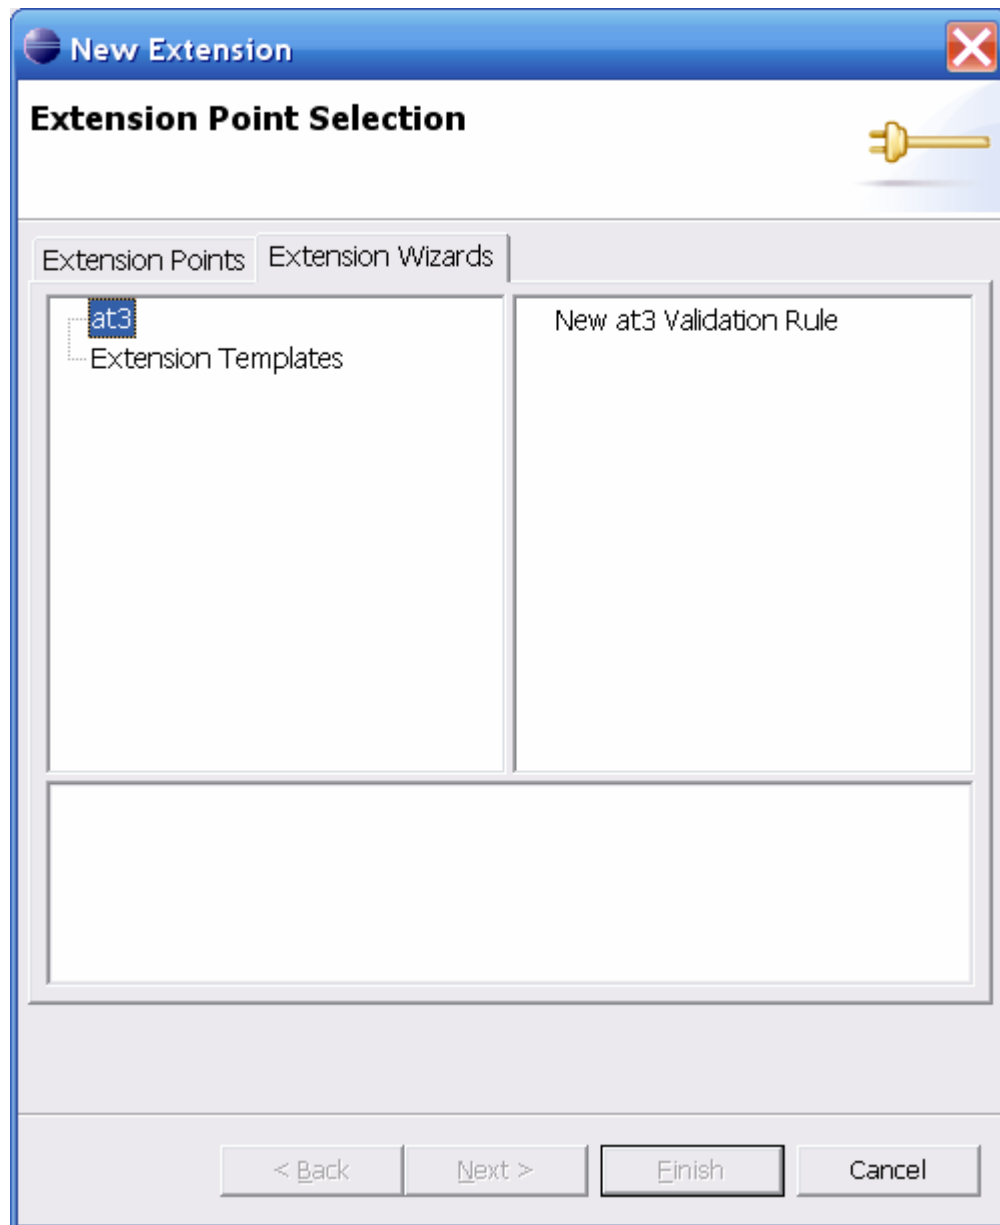 New Extension
Extension Point Selection
Extension Points Extension Wizards
at3
Extension Templates
New at3 Validation Rule
< Back Next > Finish Cancel